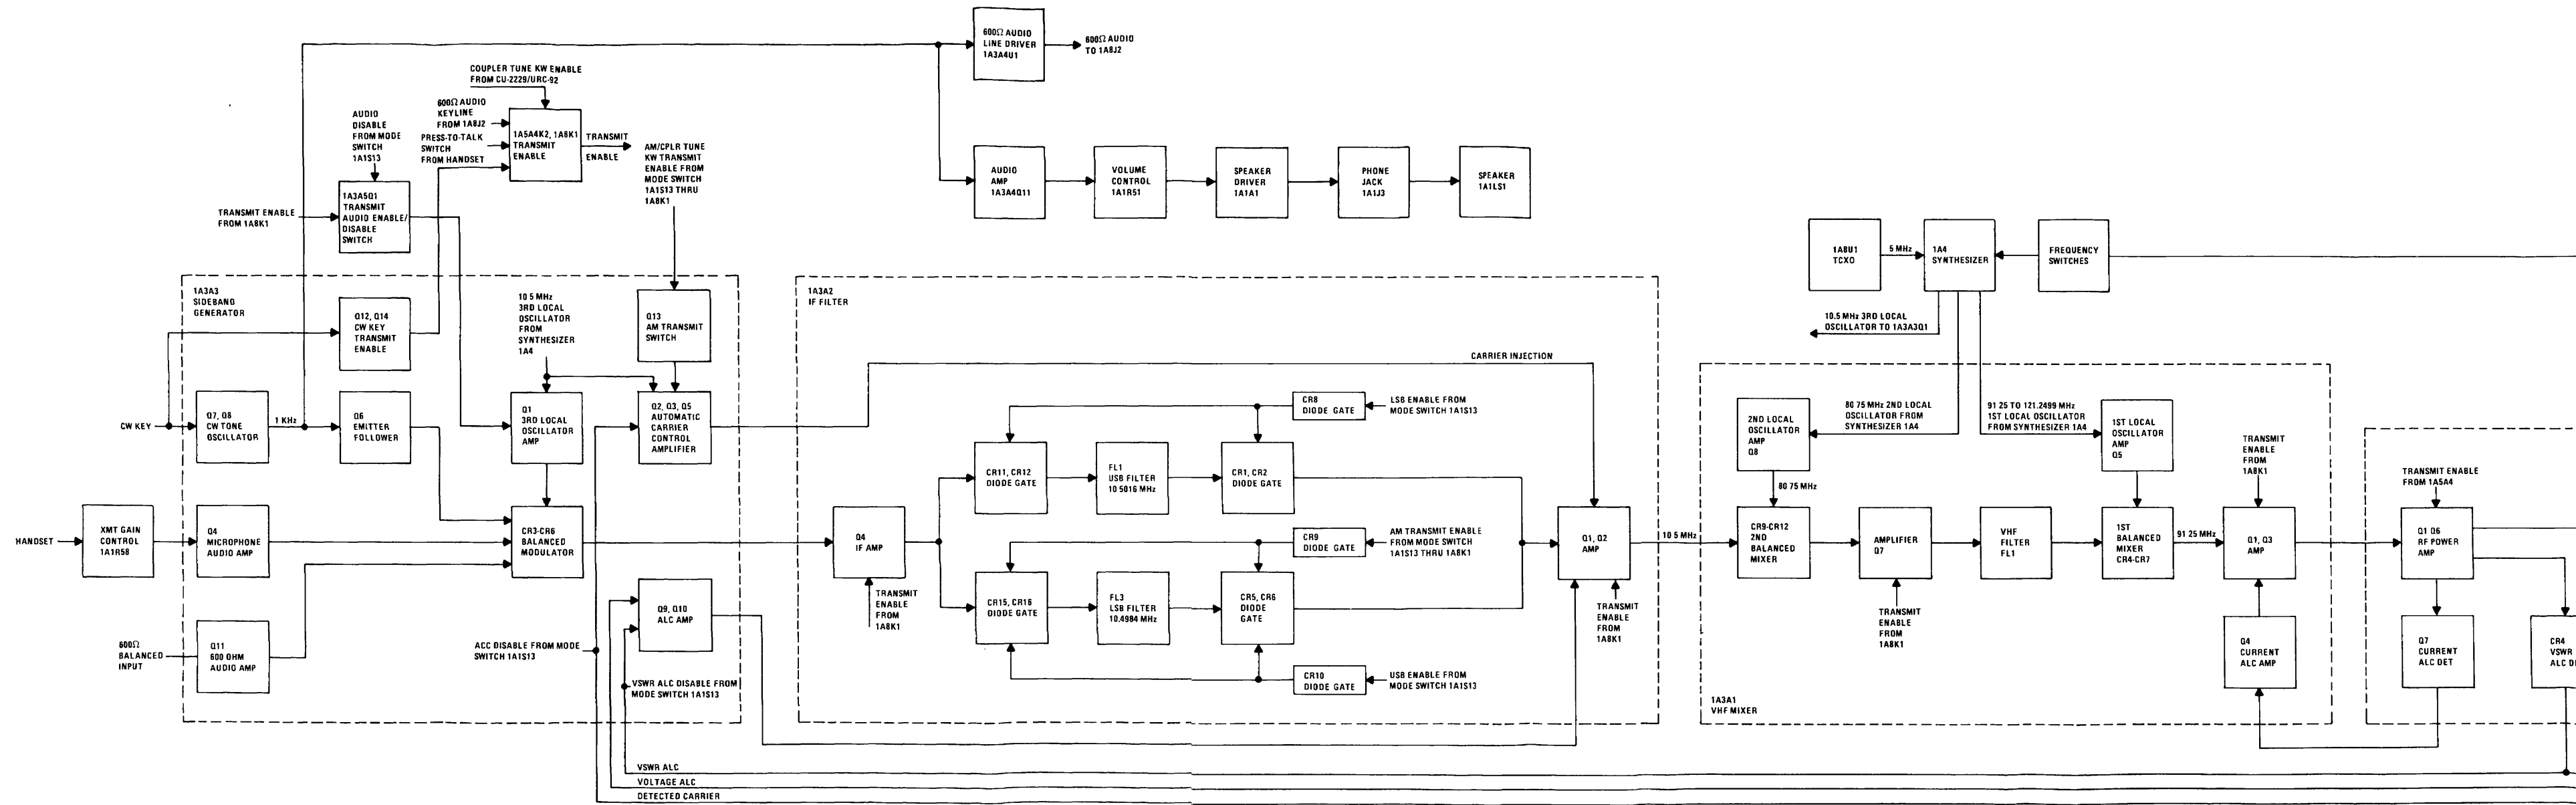 600Ω AUDIO
LINE DRIVER
1A3A4U1
600Ω AUDIO
TO 1A8J2
COUPLER TUNE KW ENABLE
FROM CU-2229/URC-92
600Ω AUDIO
KEYLINE
FROM 1A8J2
PRESS-TO-TALK
SWITCH
FROM HANDSET
1A5A4K2, 1A8K1
TRANSMIT
ENABLE
TRANSMIT
ENABLE
AUDIO
DISABLE
FROM MODE
SWITCH
1A1S13
AM/CPLR TUNE
KW TRANSMIT
ENABLE FROM
MODE SWITCH
1A1S13 THRU
1A8K1
AUDIO
AMP
1A3A4Q11
VOLUME
CONTROL
1A1R51
SPEAKER
DRIVER
1A1A1
PHONE
JACK
1A1J3
SPEAKER
1A1LS1
TRANSMIT ENABLE
FROM 1A8K1
1A3A5Q1
TRANSMIT
AUDIO ENABLE/
DISABLE
SWITCH
1A8U1
TCXO
5 MHz
1A4
SYNTHESIZER
FREQUENCY
SWITCHES
10.5 MHz 3RD LOCAL
OSCILLATOR TO 1A3A3Q1
1A3A3
SIDEBAND
GENERATOR
Q12, Q14
CW KEY
TRANSMIT
ENABLE
10 5 MHz
3RD LOCAL
OSCILLATOR
FROM
SYNTHESIZER
1A4
Q13
AM TRANSMIT
SWITCH
CW KEY
Q7, Q8
CW TONE
OSCILLATOR
1 KHz
Q6
EMITTER
FOLLOWER
Q1
3RD LOCAL
OSCILLATOR
AMP
Q2, Q3, Q5
AUTOMATIC
CARRIER
CONTROL
AMPLIFIER
HANDSET
XMT GAIN
CONTROL
1A1R58
Q4
MICROPHONE
AUDIO AMP
CR3-CR6
BALANCED
MODULATOR
600Ω
BALANCED
INPUT
Q11
600 OHM
AUDIO AMP
Q9, Q10
ALC AMP
ACC DISABLE FROM MODE
SWITCH 1A1S13
VSWR ALC DISABLE FROM
MODE SWITCH 1A1S13
VSWR ALC
VOLTAGE ALC
DETECTED CARRIER
1A3A2
IF FILTER
CARRIER INJECTION
CR8
DIODE GATE
LSB ENABLE FROM
MODE SWITCH 1A1S13
CR11, CR12
DIODE GATE
FL1
USB FILTER
10 5016 MHz
CR1, CR2
DIODE GATE
Q4
IF AMP
TRANSMIT
ENABLE
FROM
1A8K1
CR9
DIODE GATE
AM TRANSMIT ENABLE
FROM MODE SWITCH
1A1S13 THRU 1A8K1
CR15, CR16
DIODE GATE
FL3
LSB FILTER
10.4984 MHz
CR5, CR6
DIODE
GATE
CR10
DIODE GATE
USB ENABLE FROM
MODE SWITCH 1A1S13
Q1, Q2
AMP
TRANSMIT
ENABLE
FROM
1A8K1
10 5 MHz
2ND LOCAL
OSCILLATOR
AMP
Q8
80 75 MHz 2ND LOCAL
OSCILLATOR FROM
SYNTHESIZER 1A4
91 25 TO 121.2499 MHz
1ST LOCAL OSCILLATOR
FROM SYNTHESIZER 1A4
1ST LOCAL
OSCILLATOR
AMP
Q5
80 75 MHz
CR9-CR12
2ND
BALANCED
MIXER
AMPLIFIER
Q7
TRANSMIT
ENABLE
FROM
1A8K1
VHF
FILTER
FL1
1ST
BALANCED
MIXER
CR4-CR7
91 25 MHz
TRANSMIT
ENABLE
FROM
1A8K1
Q1, Q3
AMP
Q4
CURRENT
ALC AMP
1A3A1
VHF MIXER
TRANSMIT ENABLE
FROM 1A5A4
Q1 Q6
RF POWER
AMP
Q7
CURRENT
ALC DET
CR4
VSWR
ALC